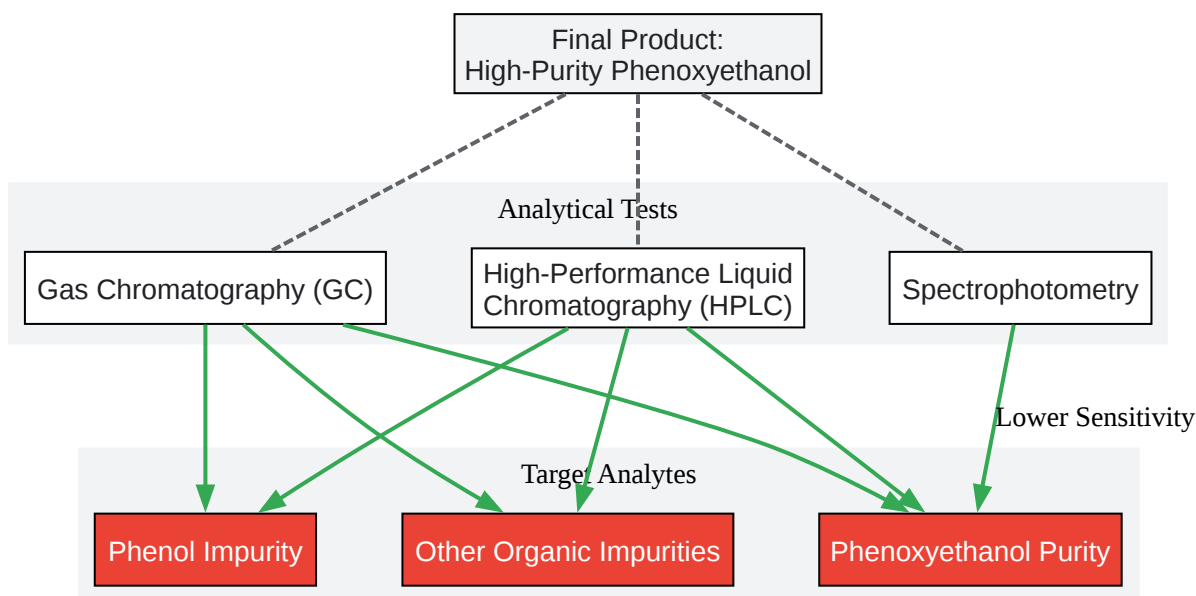 Final Product:
High-Purity Phenoxyethanol
Analytical Tests
Gas Chromatography (GC)
High-Performance Liquid
Chromatography (HPLC)
Spectrophotometry
Lower Sensitivity
Target Analytes
Phenol Impurity
Other Organic Impurities
Phenoxyethanol Purity